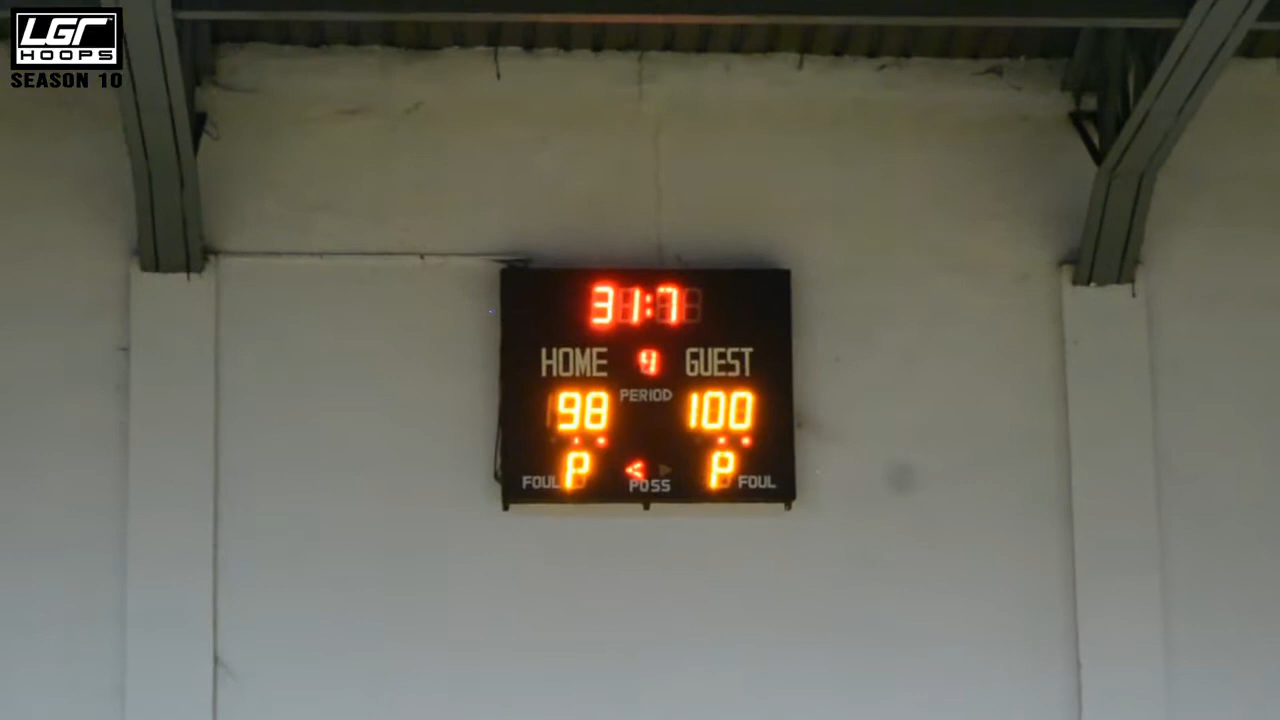 LGR
HOOPS
SEASON 10
31:7
HOME 4 GUEST
PERIOD
98 100
P < P
FOUL POSS FOUL